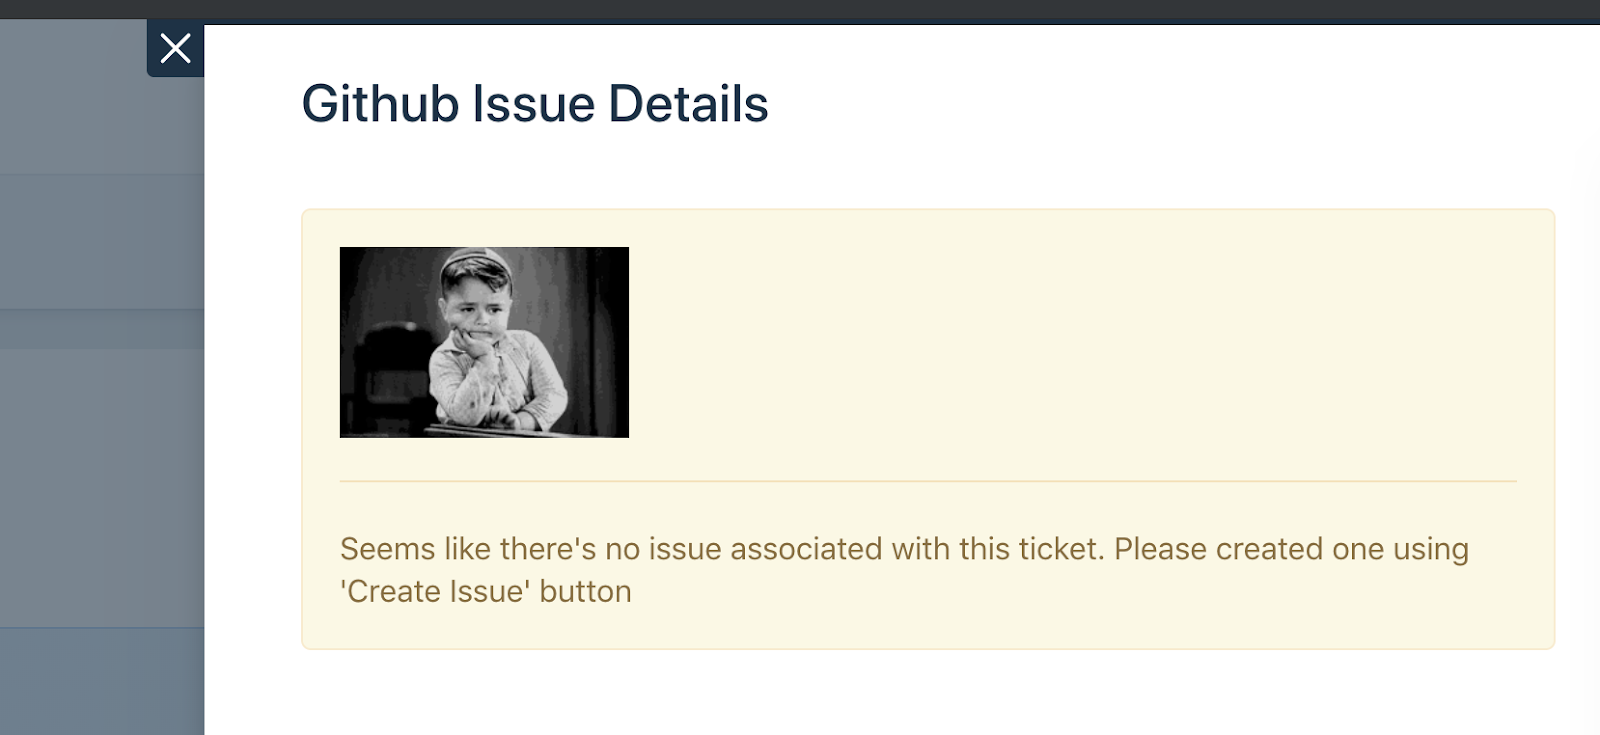 Github Issue Details
Seems like there's no issue associated with this ticket. Please created one using
'Create Issue' button